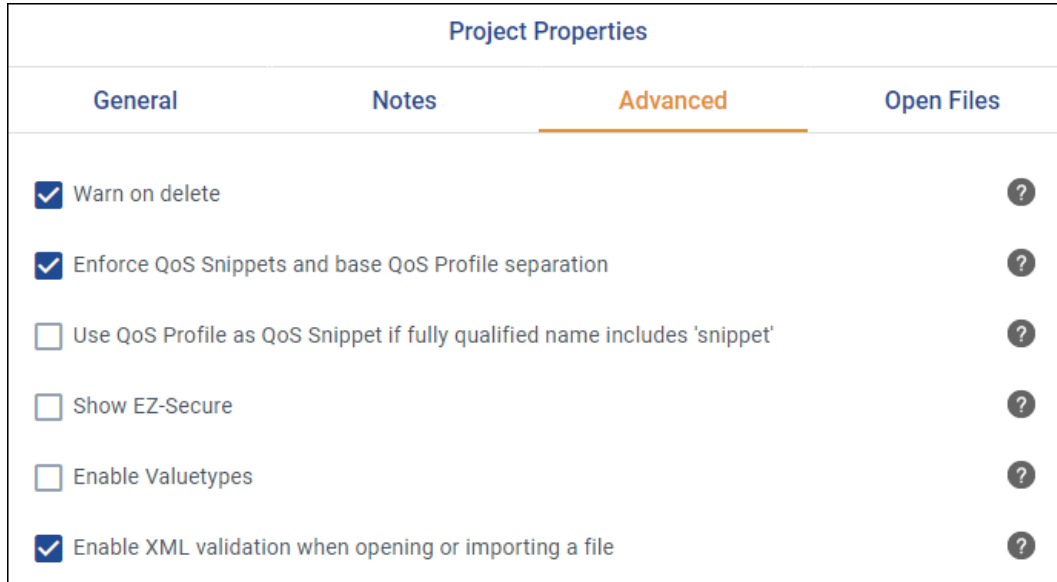 Project Properties
General Notes Advanced Open Files
Warn on delete ?
Enforce QoS Snippets and base QoS Profile separation ?
Use QoS Profile as QoS Snippet if fully qualified name includes 'snippet' ?
Show EZ-Secure ?
Enable Valuetypes ?
Enable XML validation when opening or importing a file ?